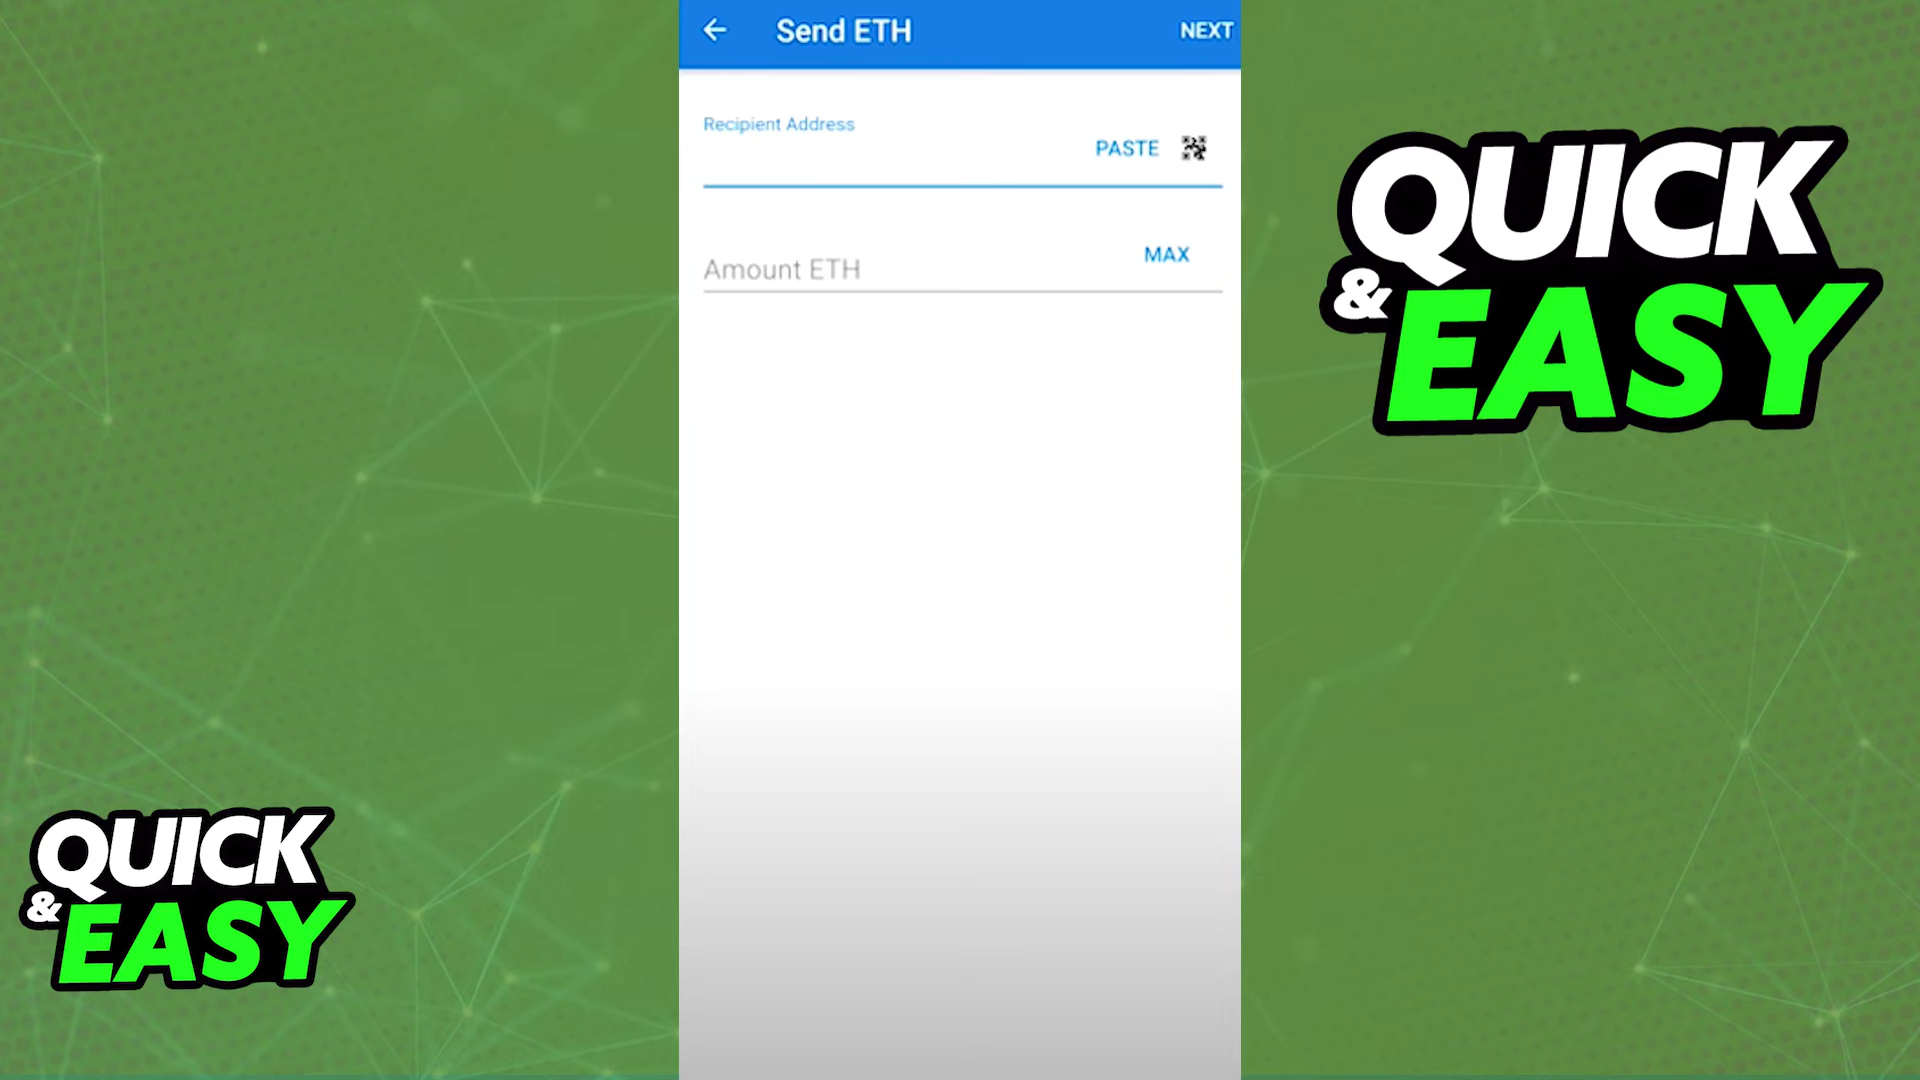 Send ETH
NEXT
Recipient Address
PASTE
Amount ETH
MAX
QUICK
& EASY
QUICK
& EASY